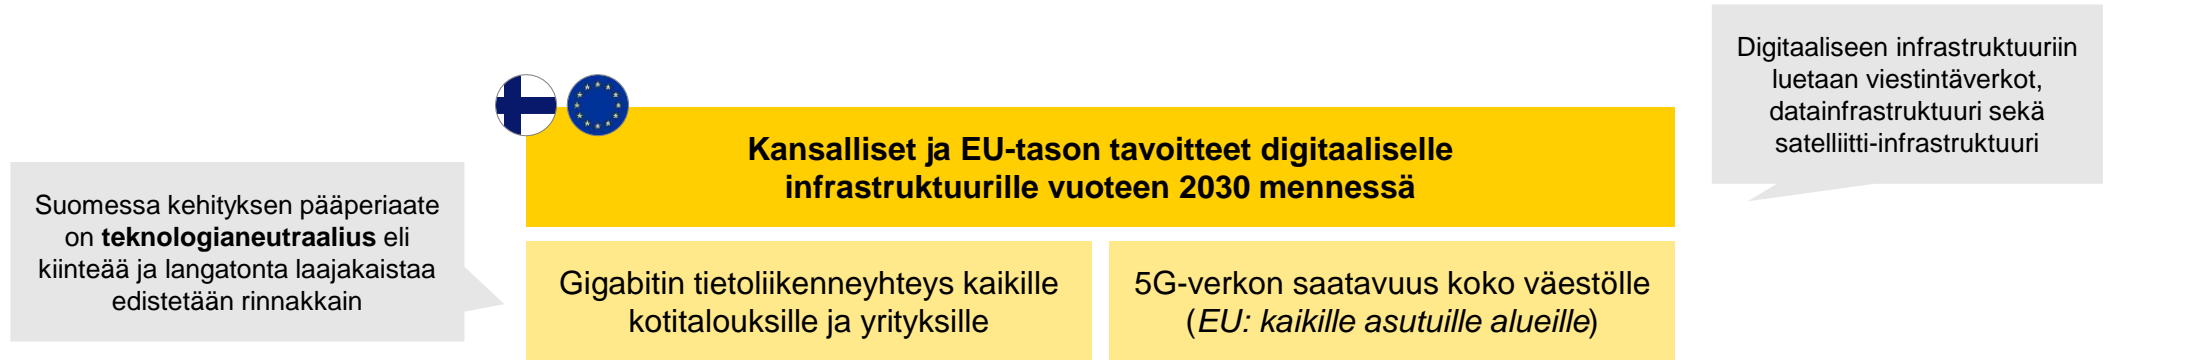 Digitaaliseen infrastruktuuriin
luetaan viestintäverkot,
datainfrastruktuuri sekä
satelliitti-infrastruktuuri
Kansalliset ja EU-tason tavoitteet digitaaliselle
infrastruktuurille vuoteen 2030 mennessä
Suomessa kehityksen pääperiaate
on teknologianeutraalius eli
kiinteää ja langatonta laajakaistaa
edistetään rinnakkain
Gigabitin tietoliikenneyhteys kaikille
kotitalouksille ja yrityksille
5G-verkon saatavuus koko väestölle
(EU: kaikille asutuille alueille)